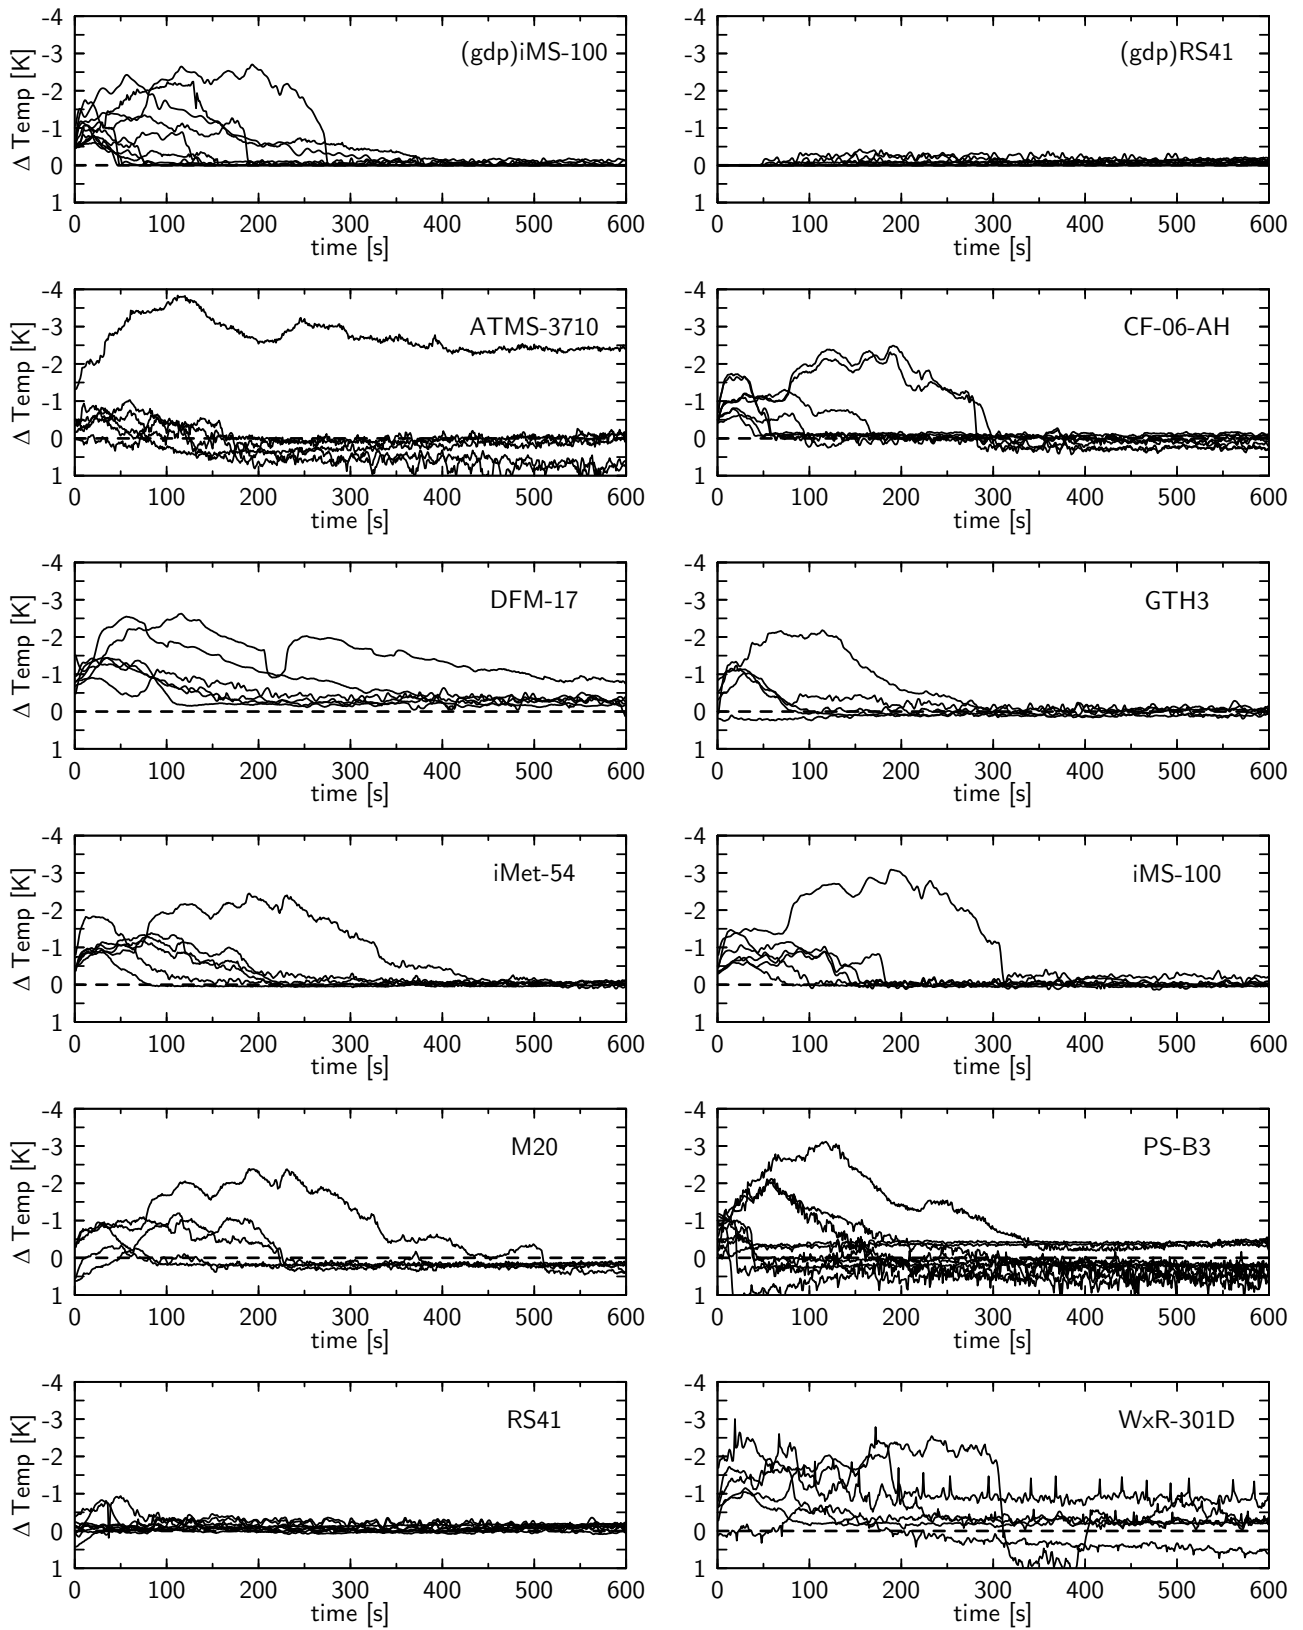 -4 -3 -2 -1 0 1
Δ Temp [K]
(gdp)iMS-100
0 100 200 300 400 500 600
time [s]
-4 -3 -2 -1 0 1
Δ Temp [K]
(gdp)RS41
0 100 200 300 400 500 600
time [s]
-4 -3 -2 -1 0 1
Δ Temp [K]
ATMS-3710
0 100 200 300 400 500 600
time [s]
-4 -3 -2 -1 0 1
Δ Temp [K]
CF-06-AH
0 100 200 300 400 500 600
time [s]
-4 -3 -2 -1 0 1
Δ Temp [K]
DFM-17
0 100 200 300 400 500 600
time [s]
-4 -3 -2 -1 0 1
Δ Temp [K]
GTH3
0 100 200 300 400 500 600
time [s]
-4 -3 -2 -1 0 1
Δ Temp [K]
iMet-54
0 100 200 300 400 500 600
time [s]
-4 -3 -2 -1 0 1
Δ Temp [K]
iMS-100
0 100 200 300 400 500 600
time [s]
-4 -3 -2 -1 0 1
Δ Temp [K]
M20
0 100 200 300 400 500 600
time [s]
-4 -3 -2 -1 0 1
Δ Temp [K]
PS-B3
0 100 200 300 400 500 600
time [s]
-4 -3 -2 -1 0 1
Δ Temp [K]
RS41
0 100 200 300 400 500 600
time [s]
-4 -3 -2 -1 0 1
Δ Temp [K]
WxR-301D
0 100 200 300 400 500 600
time [s]